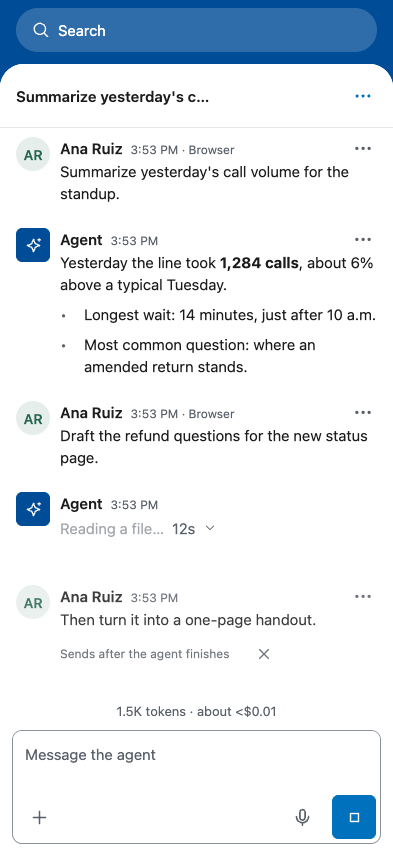 Search
Summarize yesterday's c...
AR
Ana Ruiz 3:53 PM · Browser
Summarize yesterday's call volume for the
standup.
Agent 3:53 PM
Yesterday the line took 1,284 calls, about 6%
above a typical Tuesday.
• Longest wait: 14 minutes, just after 10 a.m.
• Most common question: where an
amended return stands.
AR
Ana Ruiz 3:53 PM · Browser
Draft the refund questions for the new status
page.
Agent 3:53 PM
Reading a file... 12s
AR
Ana Ruiz 3:53 PM
Then turn it into a one-page handout.
Sends after the agent finishes
1.5K tokens · about <$0.01
Message the agent